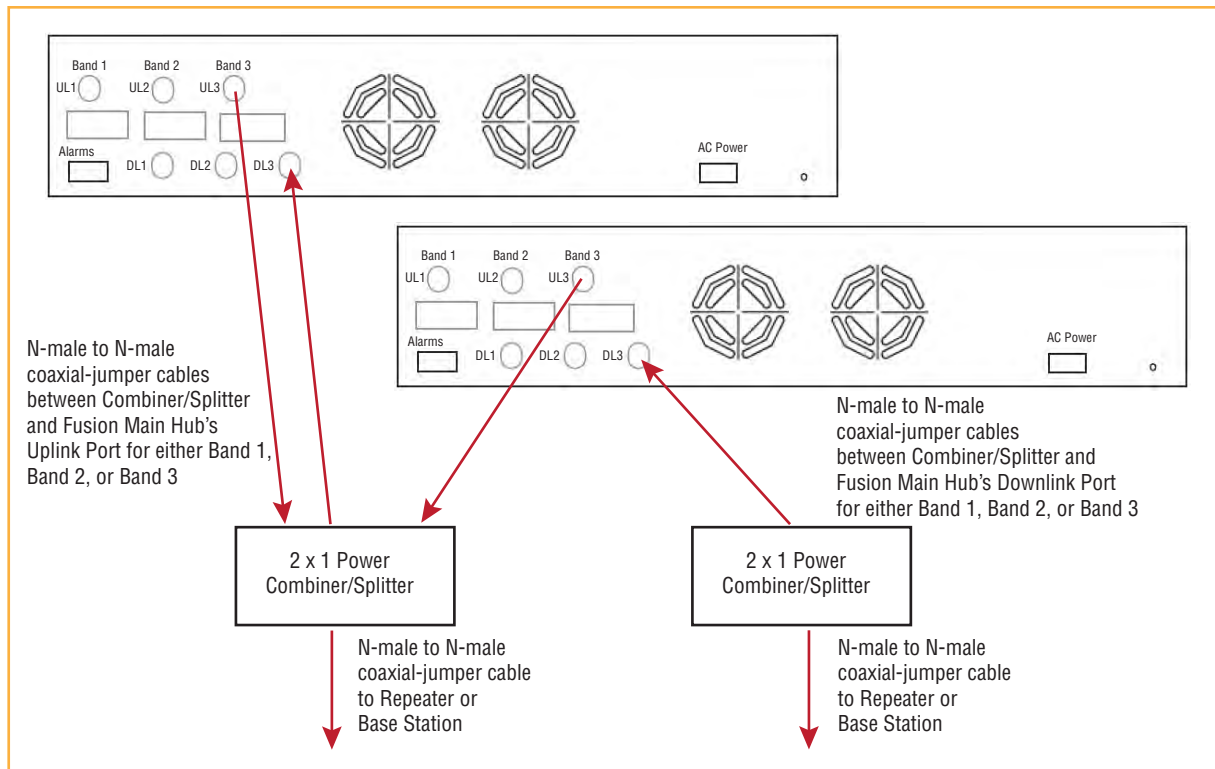 Band 1 Band 2 Band 3
UL1 UL2 UL3
Alarms
DL1 DL2 DL3
AC Power
Band 1 Band 2 Band 3
UL1 UL2 UL3
Alarms
DL1 DL2 DL3
AC Power
N-male to N-male
coaxial-jumper cables
between Combiner/Splitter
and Fusion Main Hub's
Uplink Port for either Band 1,
Band 2, or Band 3
N-male to N-male
coaxial-jumper cables
between Combiner/Splitter and
Fusion Main Hub's Downlink Port
for either Band 1, Band 2, or Band 3
2 x 1 Power
Combiner/Splitter
2 x 1 Power
Combiner/Splitter
N-male to N-male
coaxial-jumper cable
to Repeater or
Base Station
N-male to N-male
coaxial-jumper cable
to Repeater or
Base Station